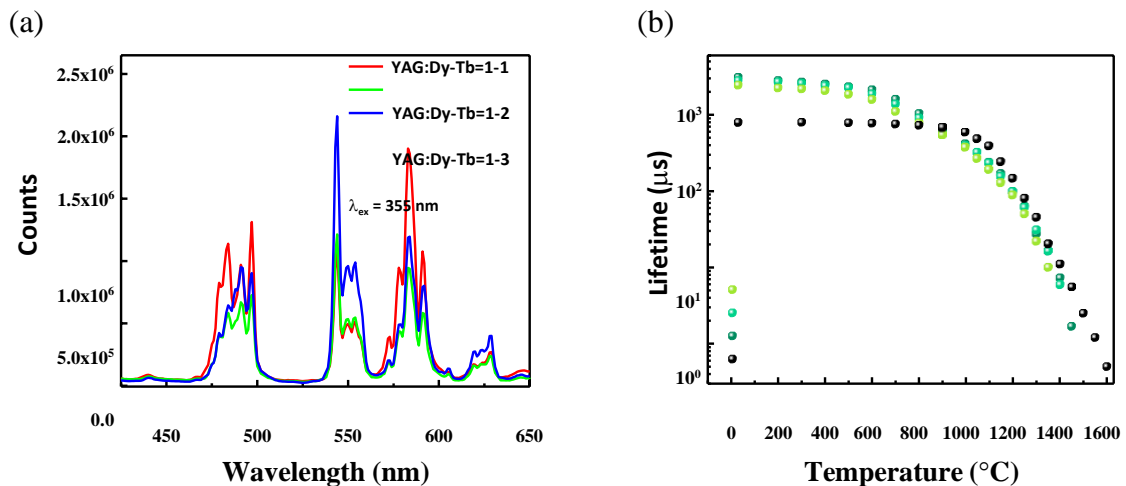 (a)
2.5x10⁶
2.0x10⁶
1.5x10⁶
1.0x10⁶
5.0x10⁵
0.0
Counts
YAG:Dy-Tb=1-1
YAG:Dy-Tb=1-2
YAG:Dy-Tb=1-3
λex = 355 nm
450 500 550 600 650
Wavelength (nm)
(b)
10³
10²
10¹
10⁰
Lifetime (μs)
0 200 400 600 800 1000 1200 1400 1600
Temperature (°C)